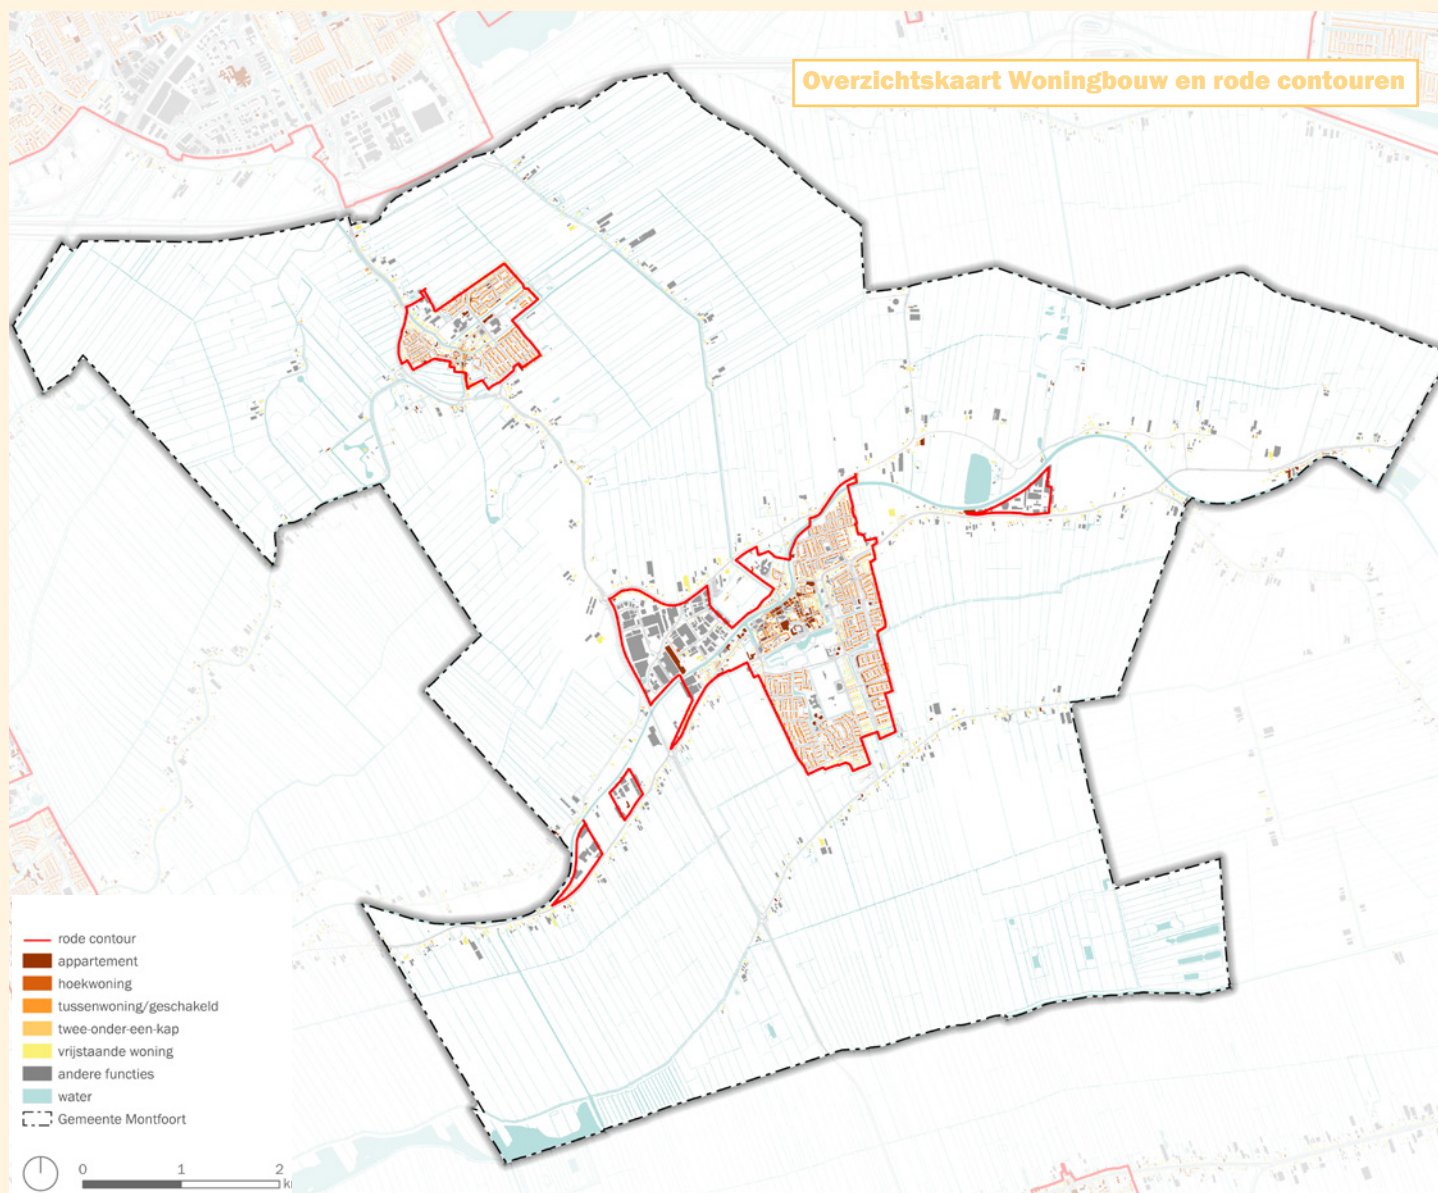 Overzichtskaart Woningbouw en rode contouren
rode contour
appartement
hoekwoning
tussenwoning/geschakeld
twee-onder-een-kap
vrijstaande woning
andere functies
water
Gemeente Montfoort
0 1 2
k